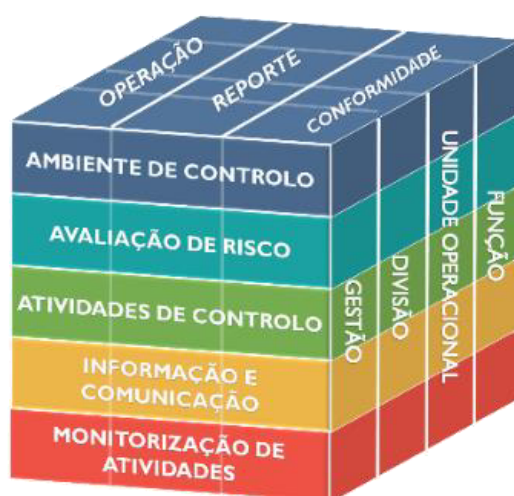 OPERAÇÃO
REPORTE
CONFORMIDADE
AMBIENTE DE CONTROLO
AVALIAÇÃO DE RISCO
ATIVIDADES DE CONTROLO
INFORMAÇÃO E
COMUNICAÇÃO
MONITORIZAÇÃO DE
ATIVIDADES
GESTÃO
DIVISÃO
UNIDADE OPERACIONAL
FUNÇÃO